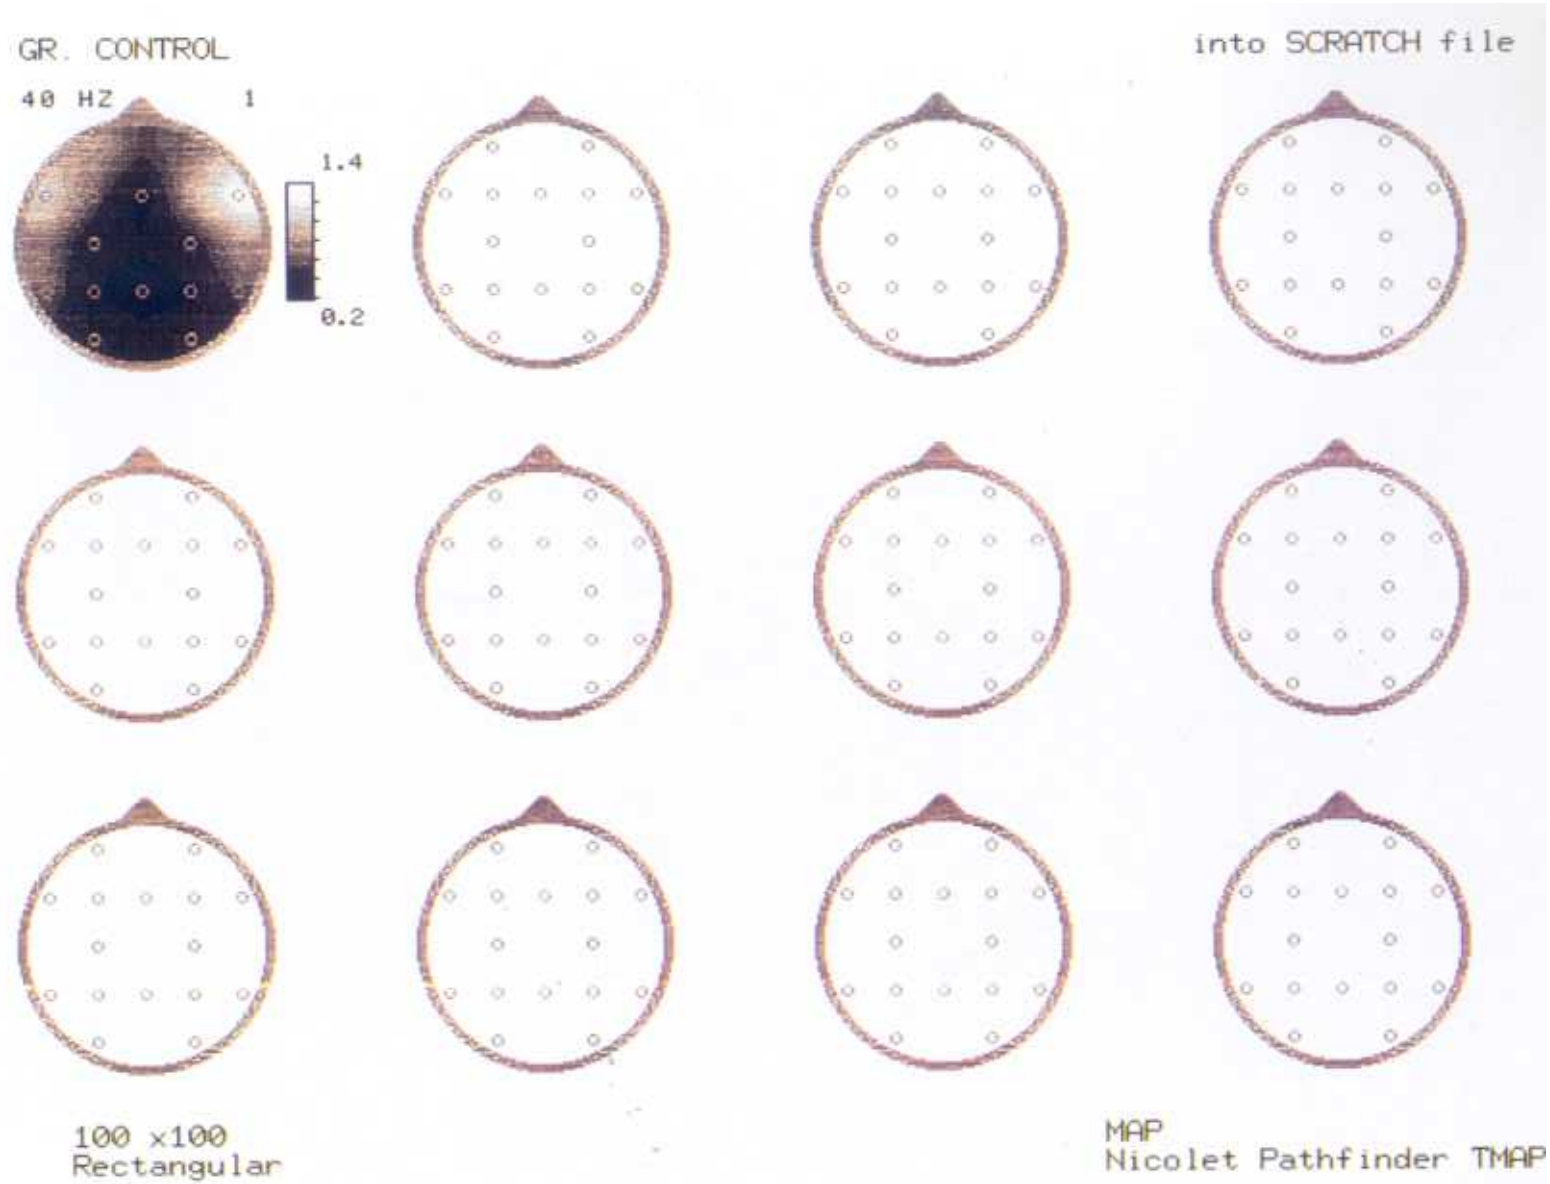 GR. CONTROL
into SCRATCH file
40 HZ 1
1.4
0.2
100 x100
Rectangular
MAP
Nicolet Pathfinder TMAP